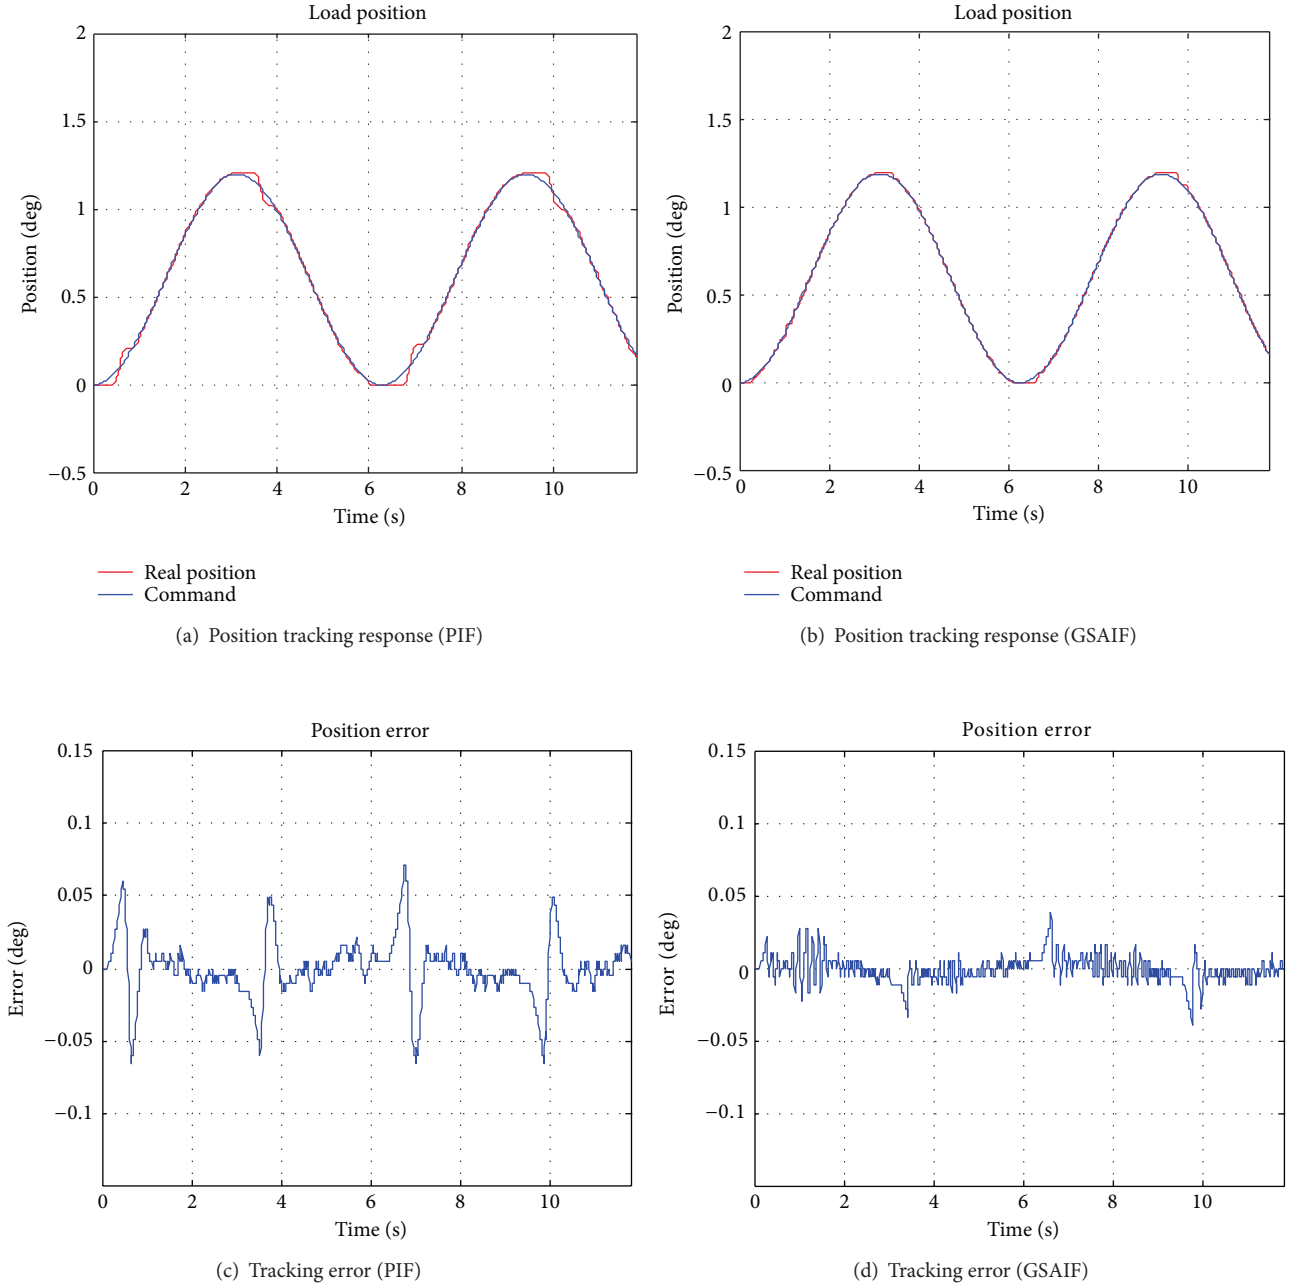 Load position
2
1.5
1
0.5
0
−0.5
Position (deg)
0 2 4 6 8 10
Time (s)
Real position
Command
(a) Position tracking response (PIF)
Load position
2
1.5
1
0.5
0
−0.5
Position (deg)
0 2 4 6 8 10
Time (s)
Real position
Command
(b) Position tracking response (GSAIF)
Position error
0.15
0.1
0.05
0
−0.05
−0.1
Error (deg)
0 2 4 6 8 10
Time (s)
(c) Tracking error (PIF)
Position error
0.15
0.1
0.05
0
−0.05
−0.1
Error (deg)
0 2 4 6 8 10
Time (s)
(d) Tracking error (GSAIF)